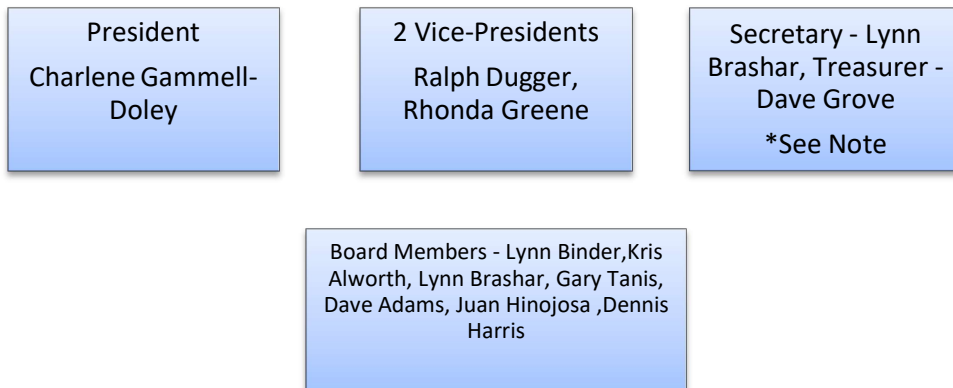 President
Charlene Gammell-
Doley
2 Vice-Presidents
Ralph Dugger,
Rhonda Greene
Secretary - Lynn
Brashar, Treasurer -
Dave Grove
*See Note
Board Members - Lynn Binder,Kris
Alworth, Lynn Brashar, Gary Tanis,
Dave Adams, Juan Hinojosa ,Dennis
Harris